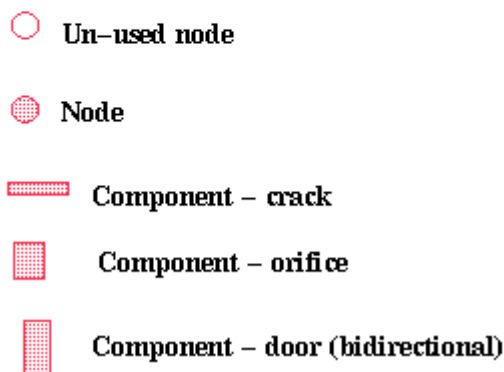 Un–used node
Node
Component – crack
Component – orifice
Component – door (bidirectional)